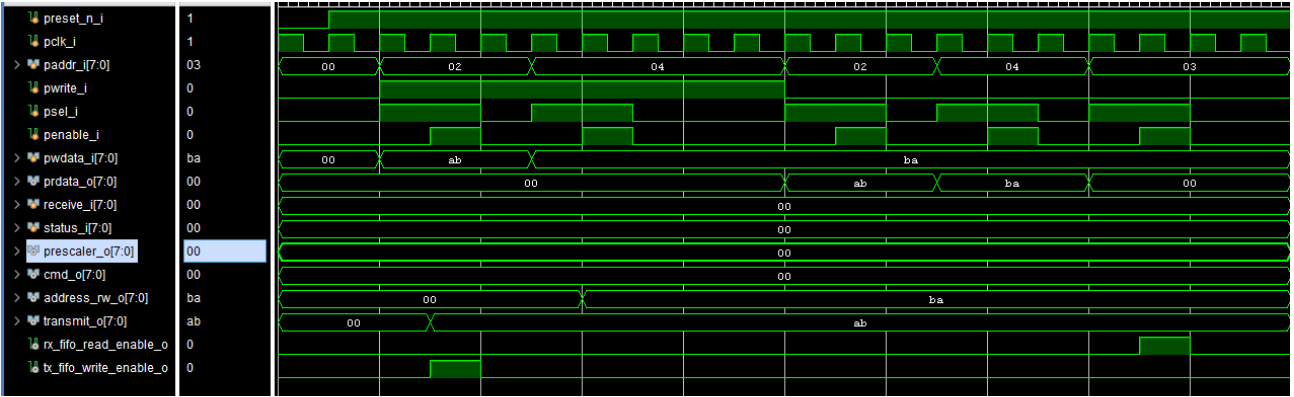 preset_n_i 1
pclk_i 1
paddr_i[7:0] 03 00 02 04 02 04 03
pwrite_i 0
psel_i 0
penable_i 0
pwdata_i[7:0] ba 00 ab ba
prdata_o[7:0] 00 00 ab ba 00
receive_i[7:0] 00 00
status_i[7:0] 00 00
prescaler_o[7:0] 00 00
cmd_o[7:0] 00 00
address_rw_o[7:0] ba 00 ba
transmit_o[7:0] ab 00 ab
rx_fifo_read_enable_o 0
tx_fifo_write_enable_o 0